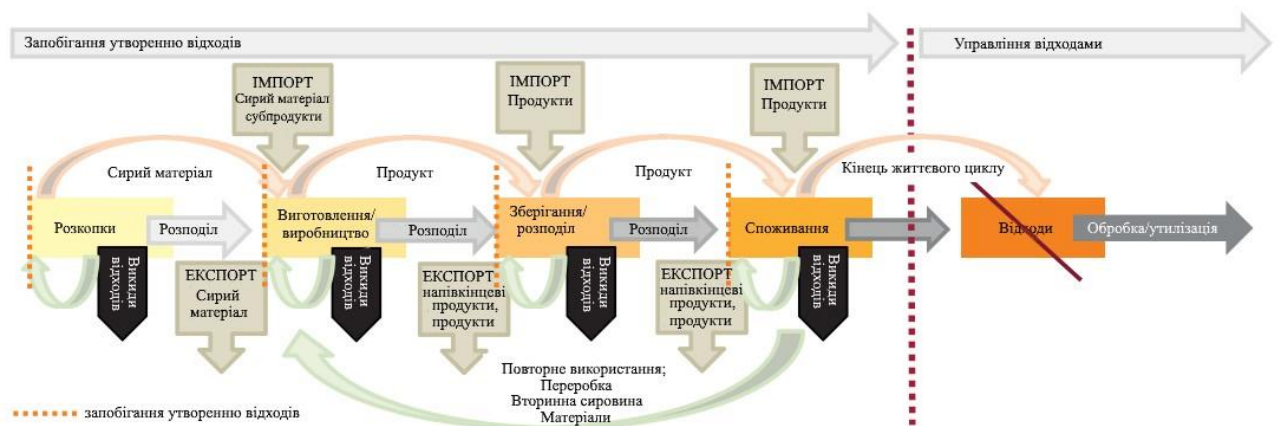 Запобігання утворенню відходів
Управління відходами
ІМПОРТ
Сирий матеріал
субпродукти
ІМПОРТ
Продукти
ІМПОРТ
Продукти
Сирий матеріал
Продукт
Продукт
Кінець життєвого циклу
Розкопки
Розподіл
Виготовлення/
виробництво
Розподіл
Зберігання/
розподіл
Розподіл
Споживання
Відходи
Обробка/утилізація
Викиди
відходів
ЕКСПОРТ
Сирий
матеріал
Викиди
відходів
ЕКСПОРТ
напівкінцеві
продукти,
продукти
Викиди
відходів
ЕКСПОРТ
напівкінцеві
продукти,
продукти
Викиди
відходів
Повторне використання;
Переробка
Вторинна сировина
Матеріали
запобігання утворенню відходів